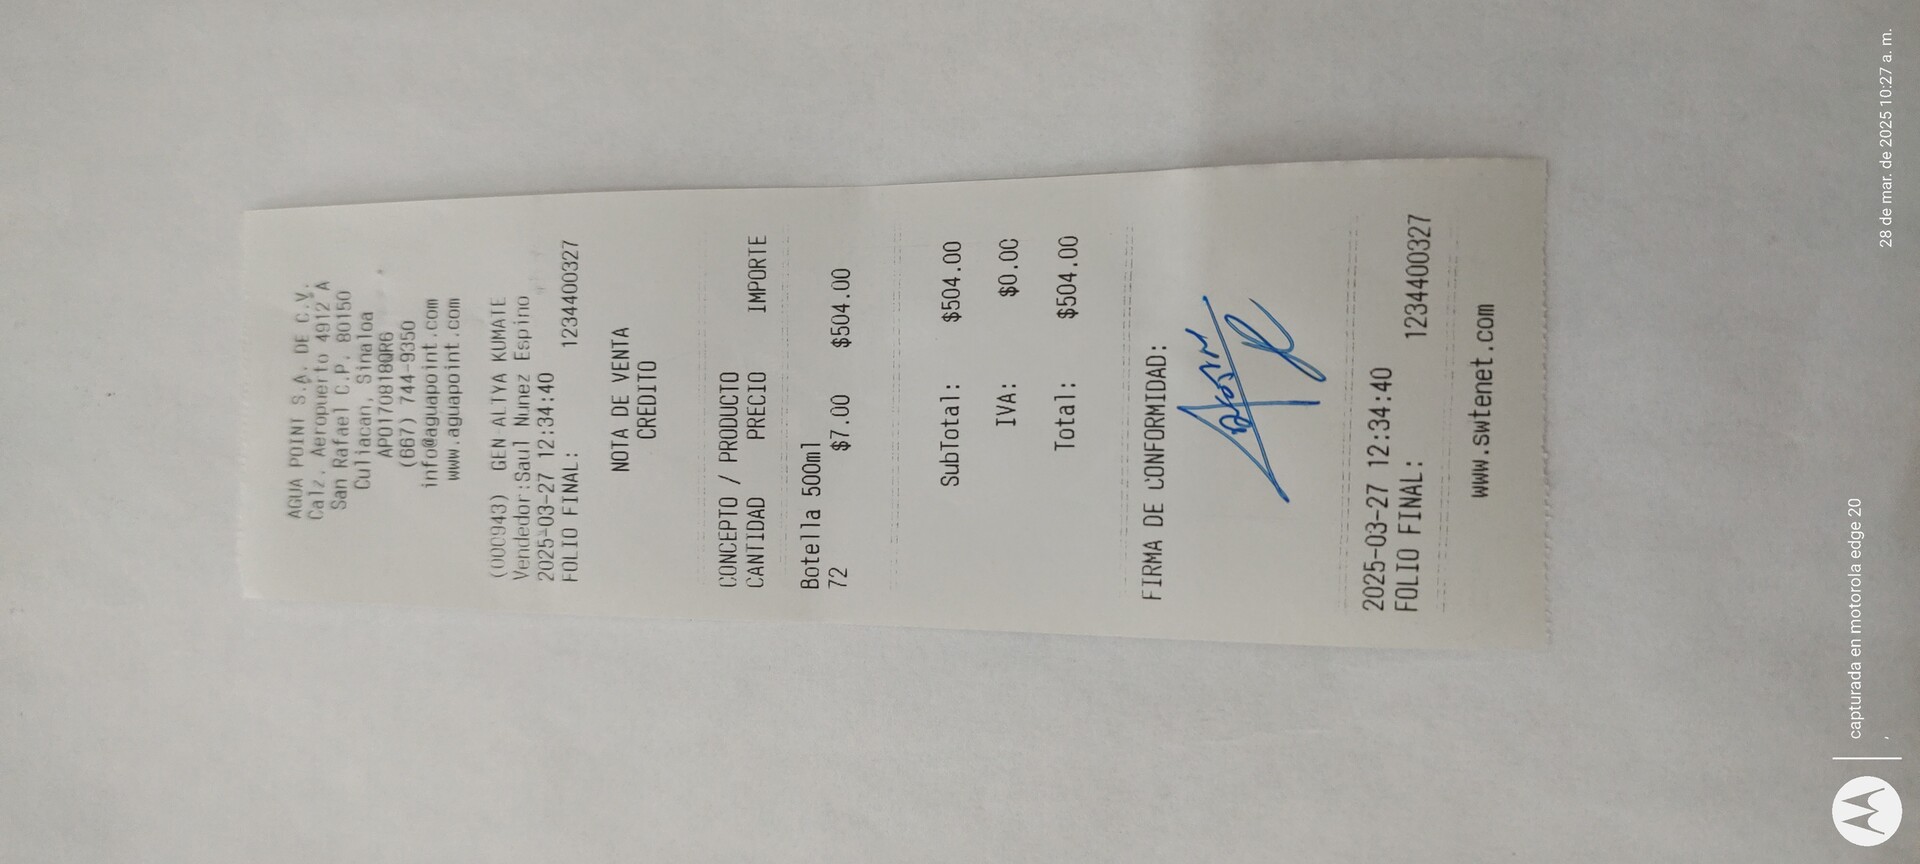 AGUA POINT S.A. DE C.V.
Calz. Aeropuerto 4912 A
San Rafael C.P. 80150
Culiacan, Sinaloa
APO170818QR6
(667) 744-9350
info@aguapoint.com
www.aguapoint.com
(000943) GEN ALTYA KUMATE
Vendedor:Saul Nunez Espino
2025-03-27 12:34:40
FOLIO FINAL: 1234400327
NOTA DE VENTA
CREDITO
CONCEPTO / PRODUCTO
CANTIDAD PRECIO IMPORTE
Botella 500ml
72 $7.00 $504.00
SubTotal: $504.00
IVA: $0.00
Total: $504.00
FIRMA DE CONFORMIDAD:
2025-03-27 12:34:40
FOLIO FINAL: 1234400327
www.swtenet.com
capturada en motorola edge 20
28 de mar. de 2025 10:27 a. m.